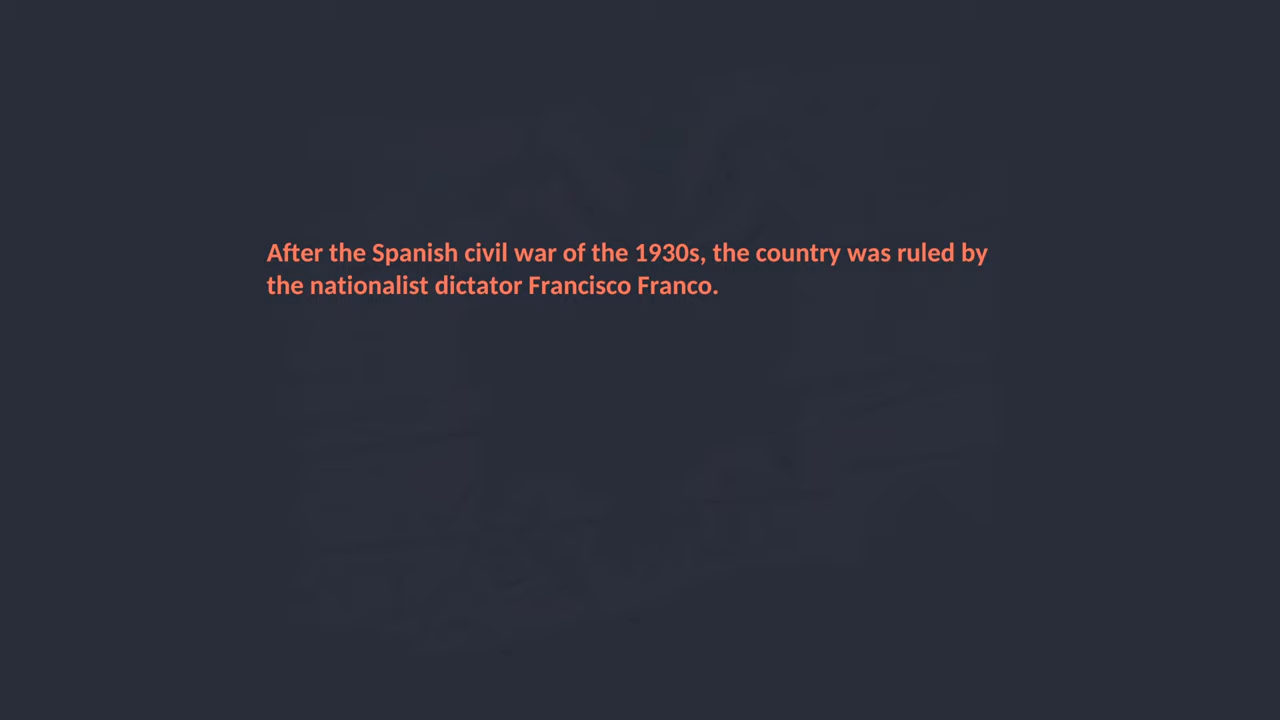 After the Spanish civil war of the 1930s, the country was ruled by
the nationalist dictator Francisco Franco.